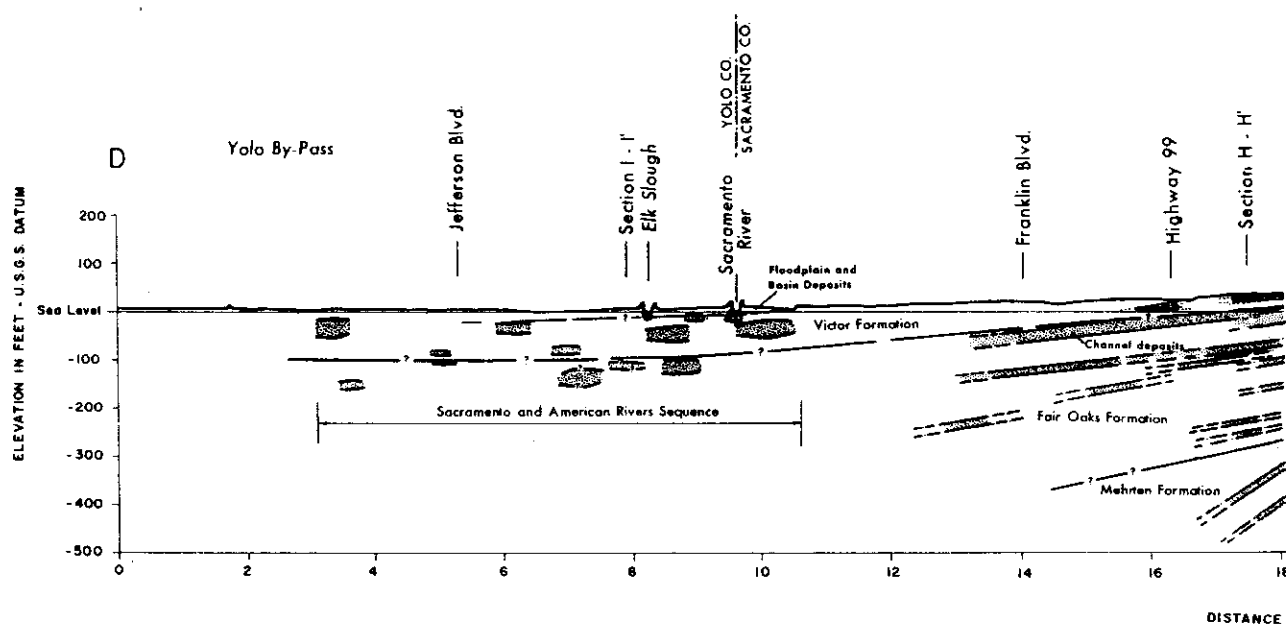 YOLO CO.
SACRAMENTO CO.
D
Yolo By-Pass
Jefferson Blvd.
Section I - I'
Elk Slough
Sacramento
River
Franklin Blvd.
Highway 99
Section H - H'
ELEVATION IN FEET - U.S.G.S. DATUM
200
100
Sea Level
-100
-200
-300
-400
-500
Floodplain and
Basin Deposits
?
Victor Formation
?
?
?
?
?
?
Channel deposits
Sacramento and American Rivers Sequence
Fair Oaks Formation
?
?
?
Mehrten Formation
0
2
4
6
8
10
12
14
16
18
DISTANCE